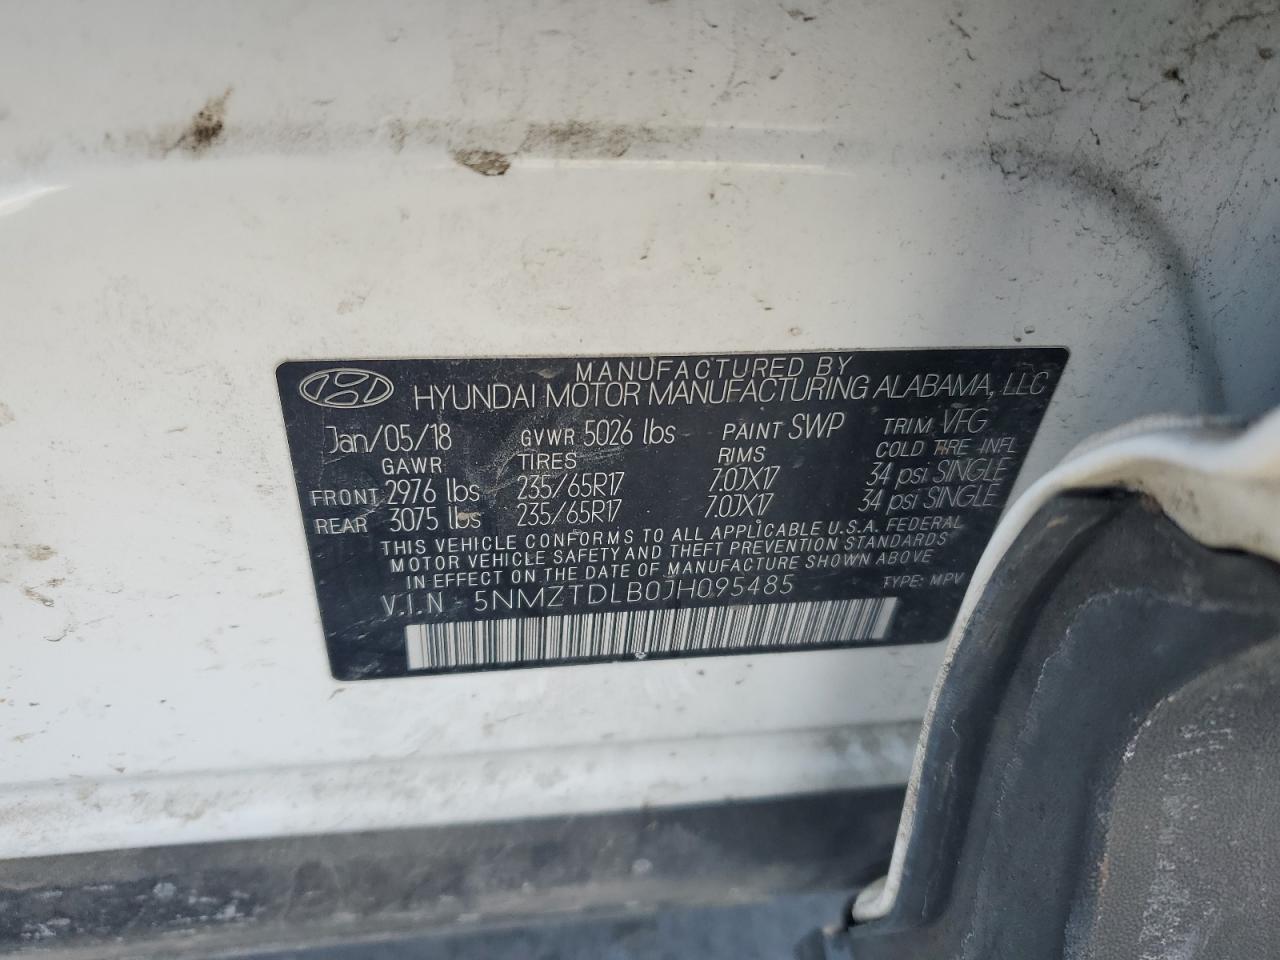 MANUFACTURED BY
HYUNDAI MOTOR MANUFACTURING ALABAMA, LLC
Jan/05/18 GVWR 5026 lbs PAINT SWP TRIM VFG
GAWR TIRES RIMS COLD TIRE INFL
FRONT 2976 lbs 235/65R17 7.0JX17 34 psi SINGLE
REAR 3075 lbs 235/65R17 7.0JX17 34 psi SINGLE
THIS VEHICLE CONFORMS TO ALL APPLICABLE U.S.A. FEDERAL
MOTOR VEHICLE SAFETY AND THEFT PREVENTION STANDARDS
IN EFFECT ON THE DATE OF MANUFACTURE SHOWN ABOVE
V.I.N - 5NMZTDLB0JH095485 TYPE: MPV